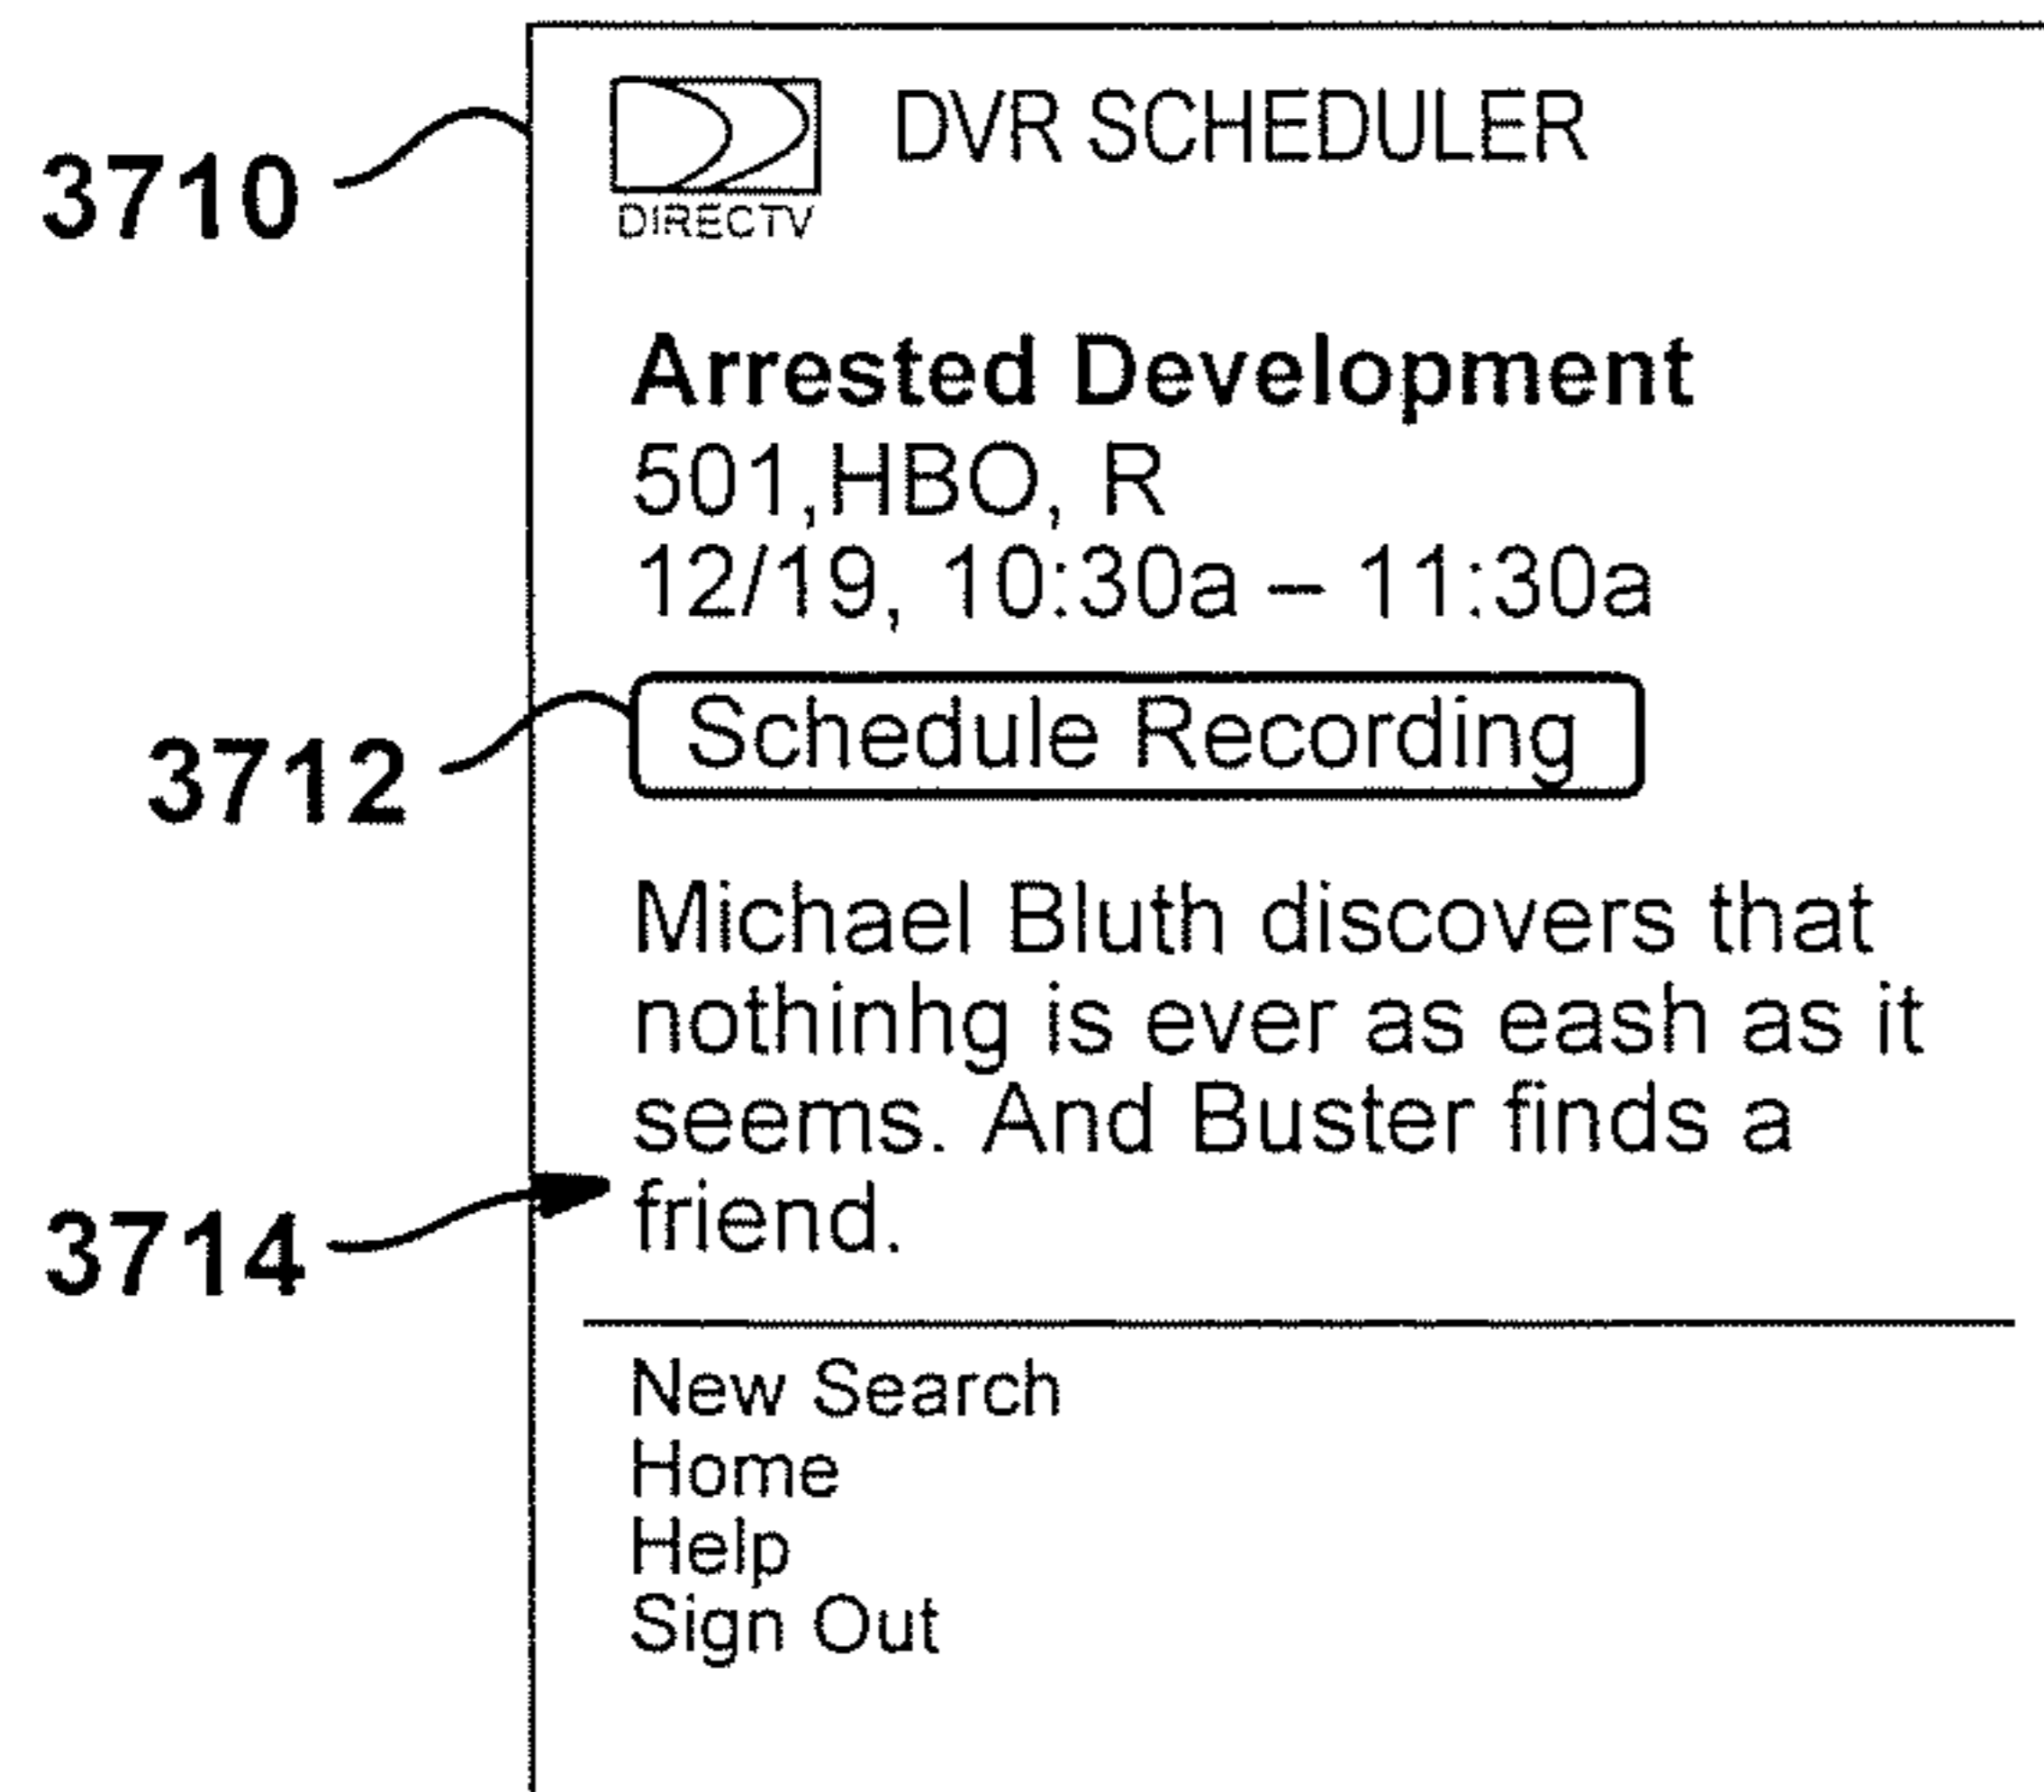 3710
DIRECTV
DVR SCHEDULER
Arrested Development
501,HBO, R
12/19, 10:30a – 11:30a
3712
Schedule Recording
Michael Bluth discovers that
nothinhg is ever as eash as it
seems. And Buster finds a
friend.
3714
New Search
Home
Help
Sign Out